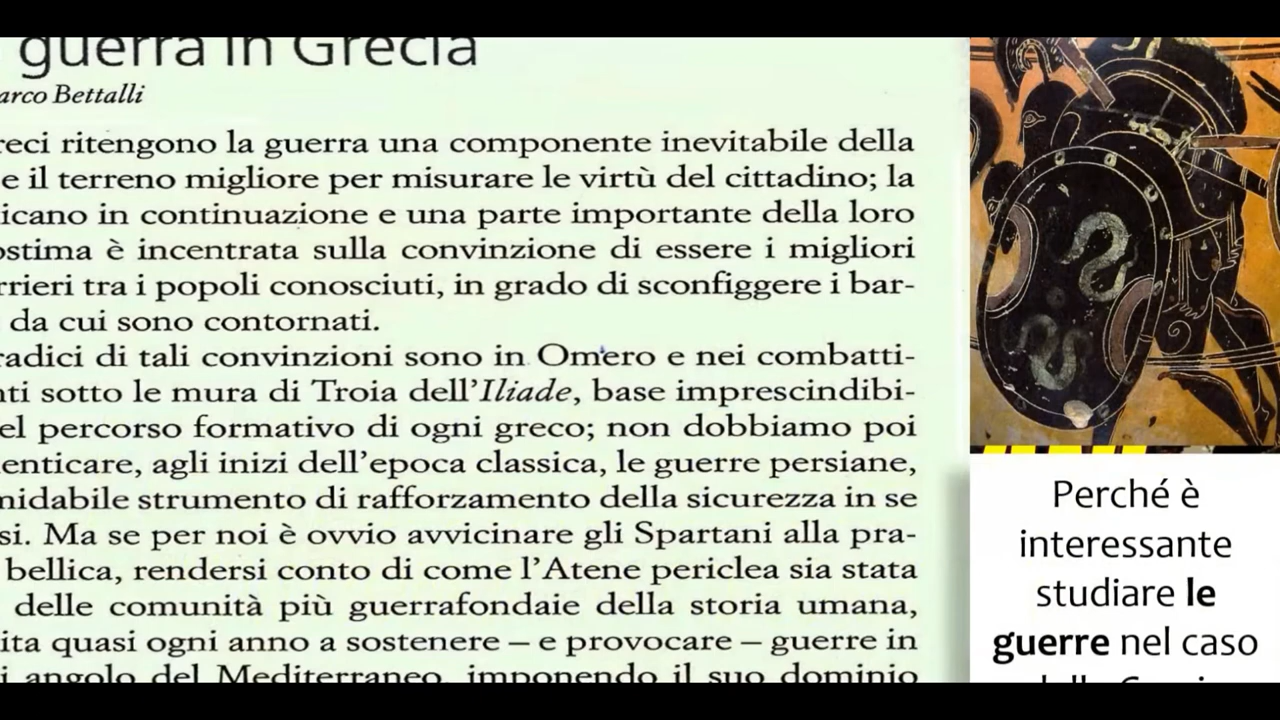 guerra in Grecia
arco Bettalli
reci ritengono la guerra una componente inevitabile della
e il terreno migliore per misurare le virtù del cittadino; la
icano in continuazione e una parte importante della loro
ostima è incentrata sulla convinzione di essere i migliori
rrieri tra i popoli conosciuti, in grado di sconfiggere i bar-
da cui sono contornati.
radici di tali convinzioni sono in Omero e nei combatti-
nti sotto le mura di Troia dell'Iliade, base imprescindibi-
el percorso formativo di ogni greco; non dobbiamo poi
enticare, agli inizi dell'epoca classica, le guerre persiane,
midabile strumento di rafforzamento della sicurezza in se
si. Ma se per noi è ovvio avvicinare gli Spartani alla pra-
bellica, rendersi conto di come l'Atene periclea sia stata
delle comunità più guerrafondaie della storia umana,
ita quasi ogni anno a sostenere – e provocare – guerre in
i angolo del Mediterraneo, imponendo il suo dominio
Perché è
interessante
studiare le
guerre nel caso